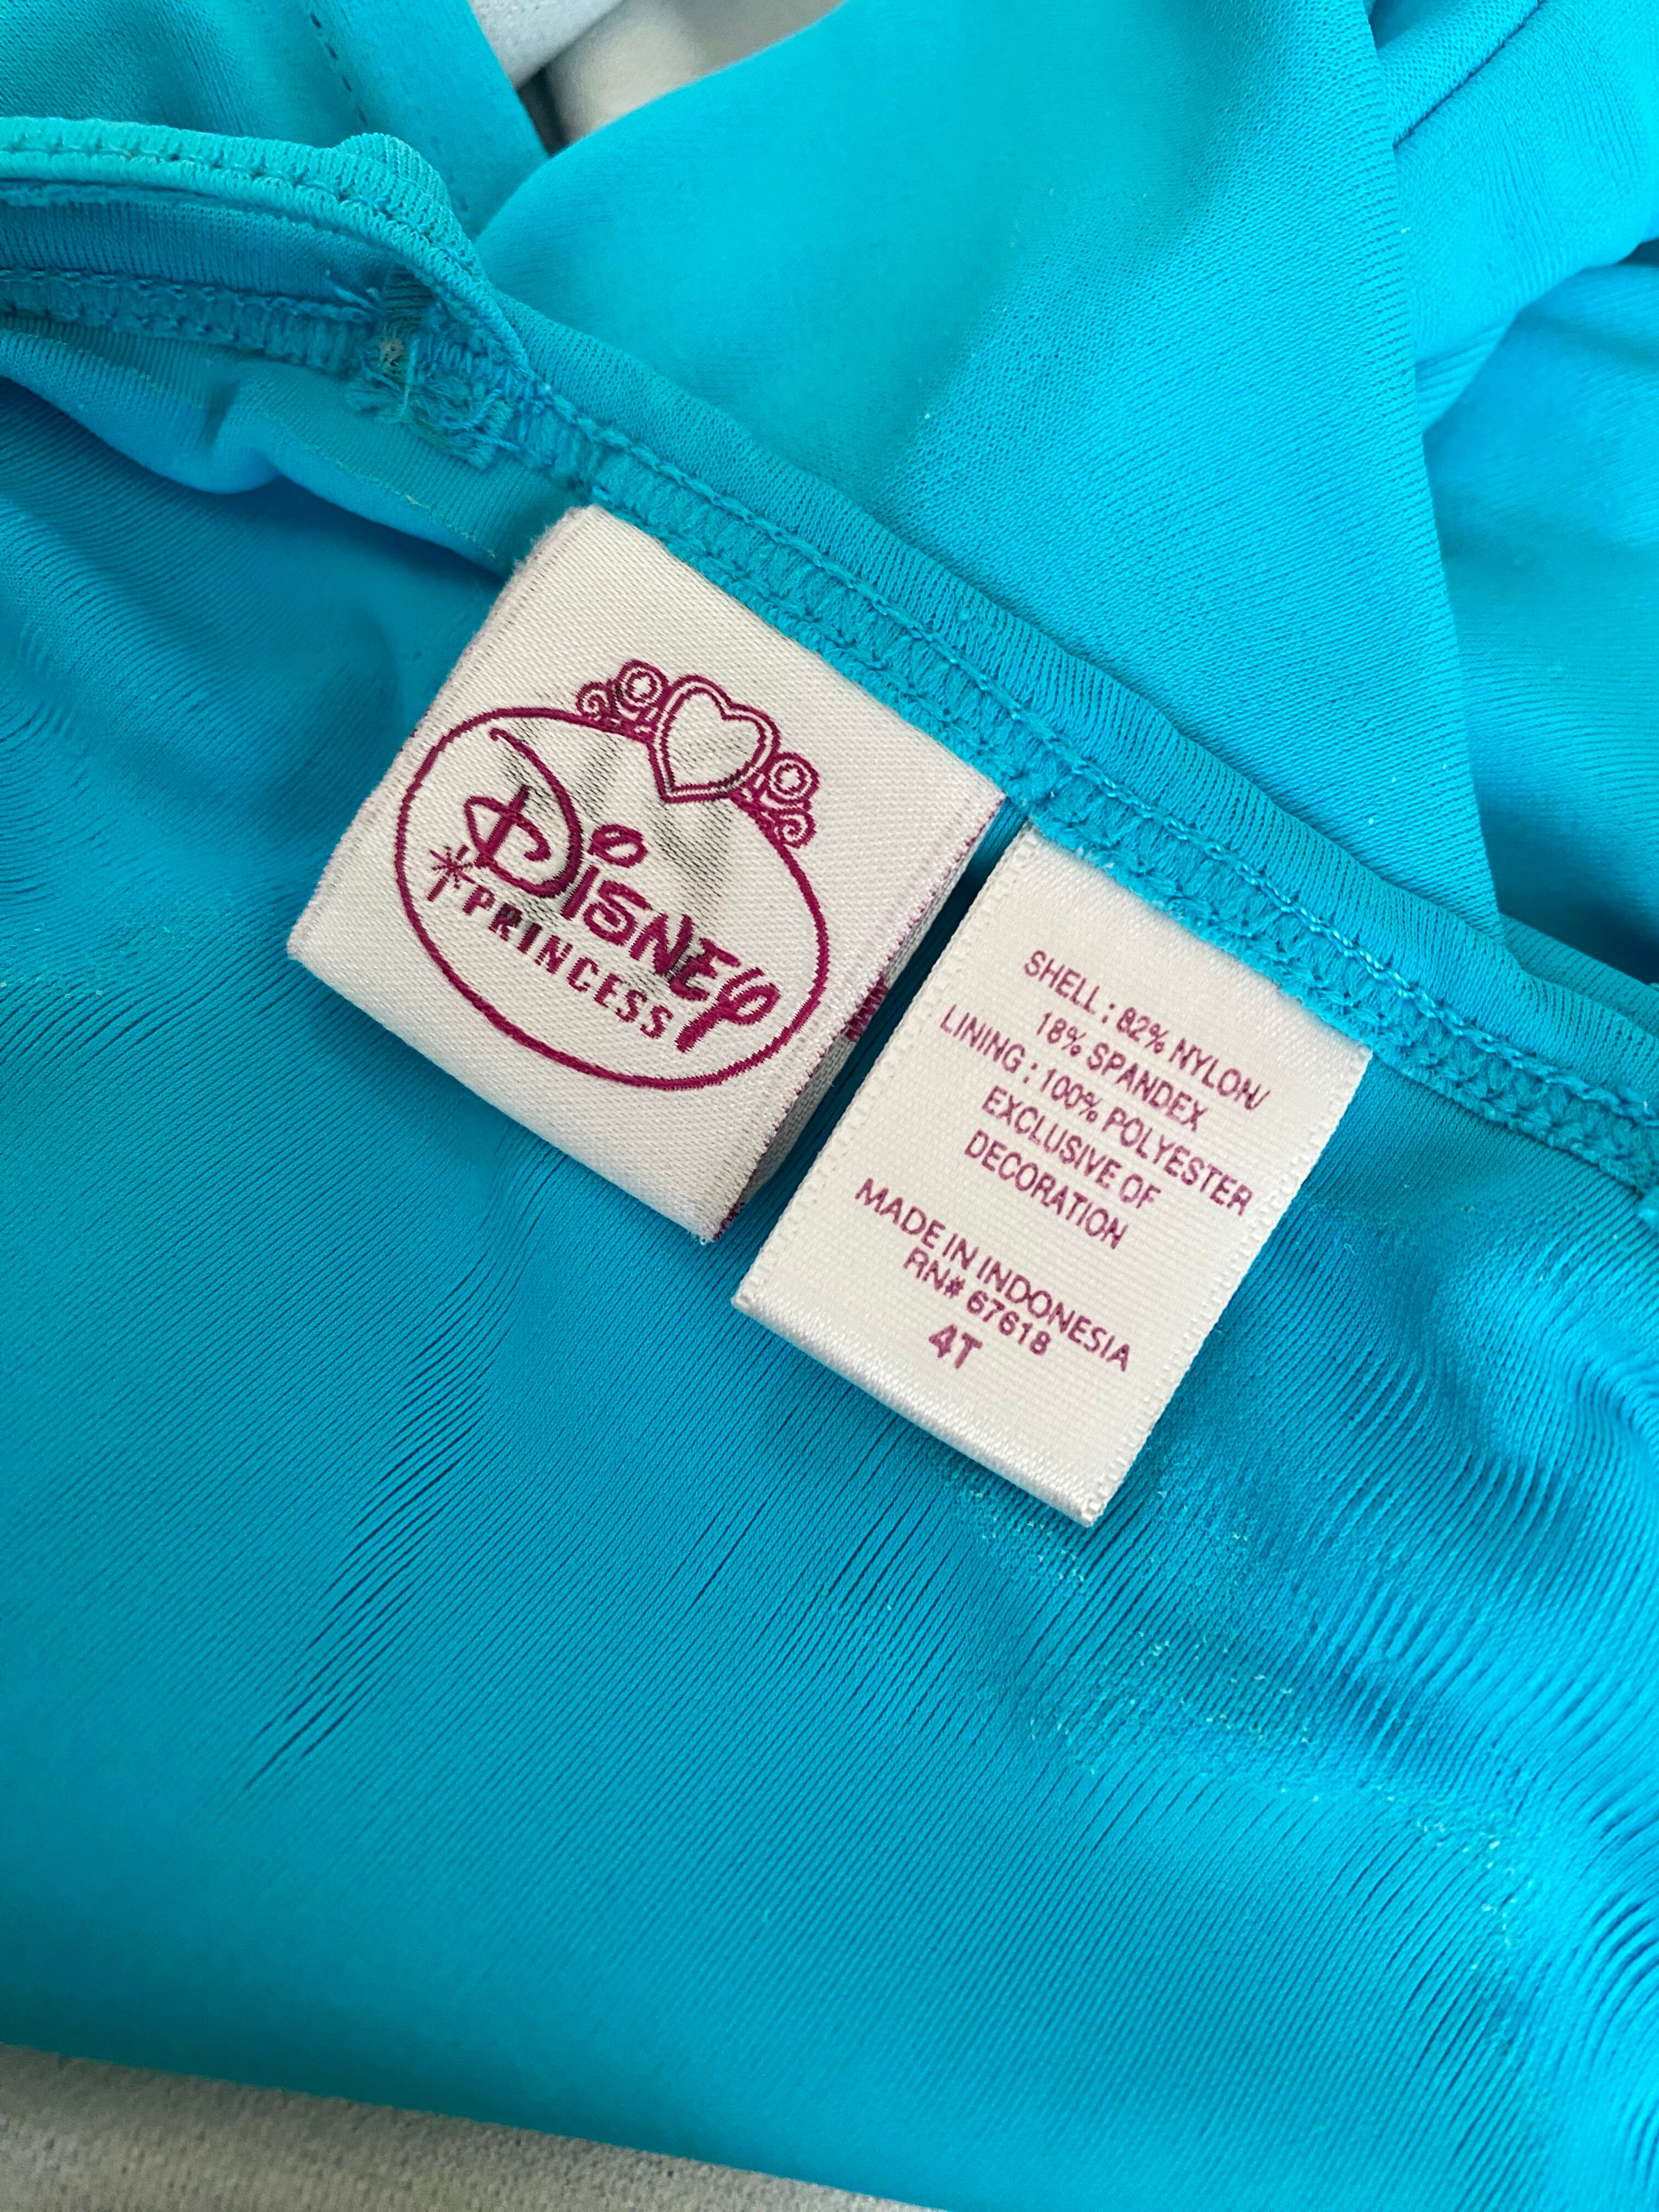 Disney
PRINCESS
SHELL : 82% NYLON/
18% SPANDEX
LINING : 100% POLYESTER
EXCLUSIVE OF
DECORATION
MADE IN INDONESIA
RN# 67618
4T